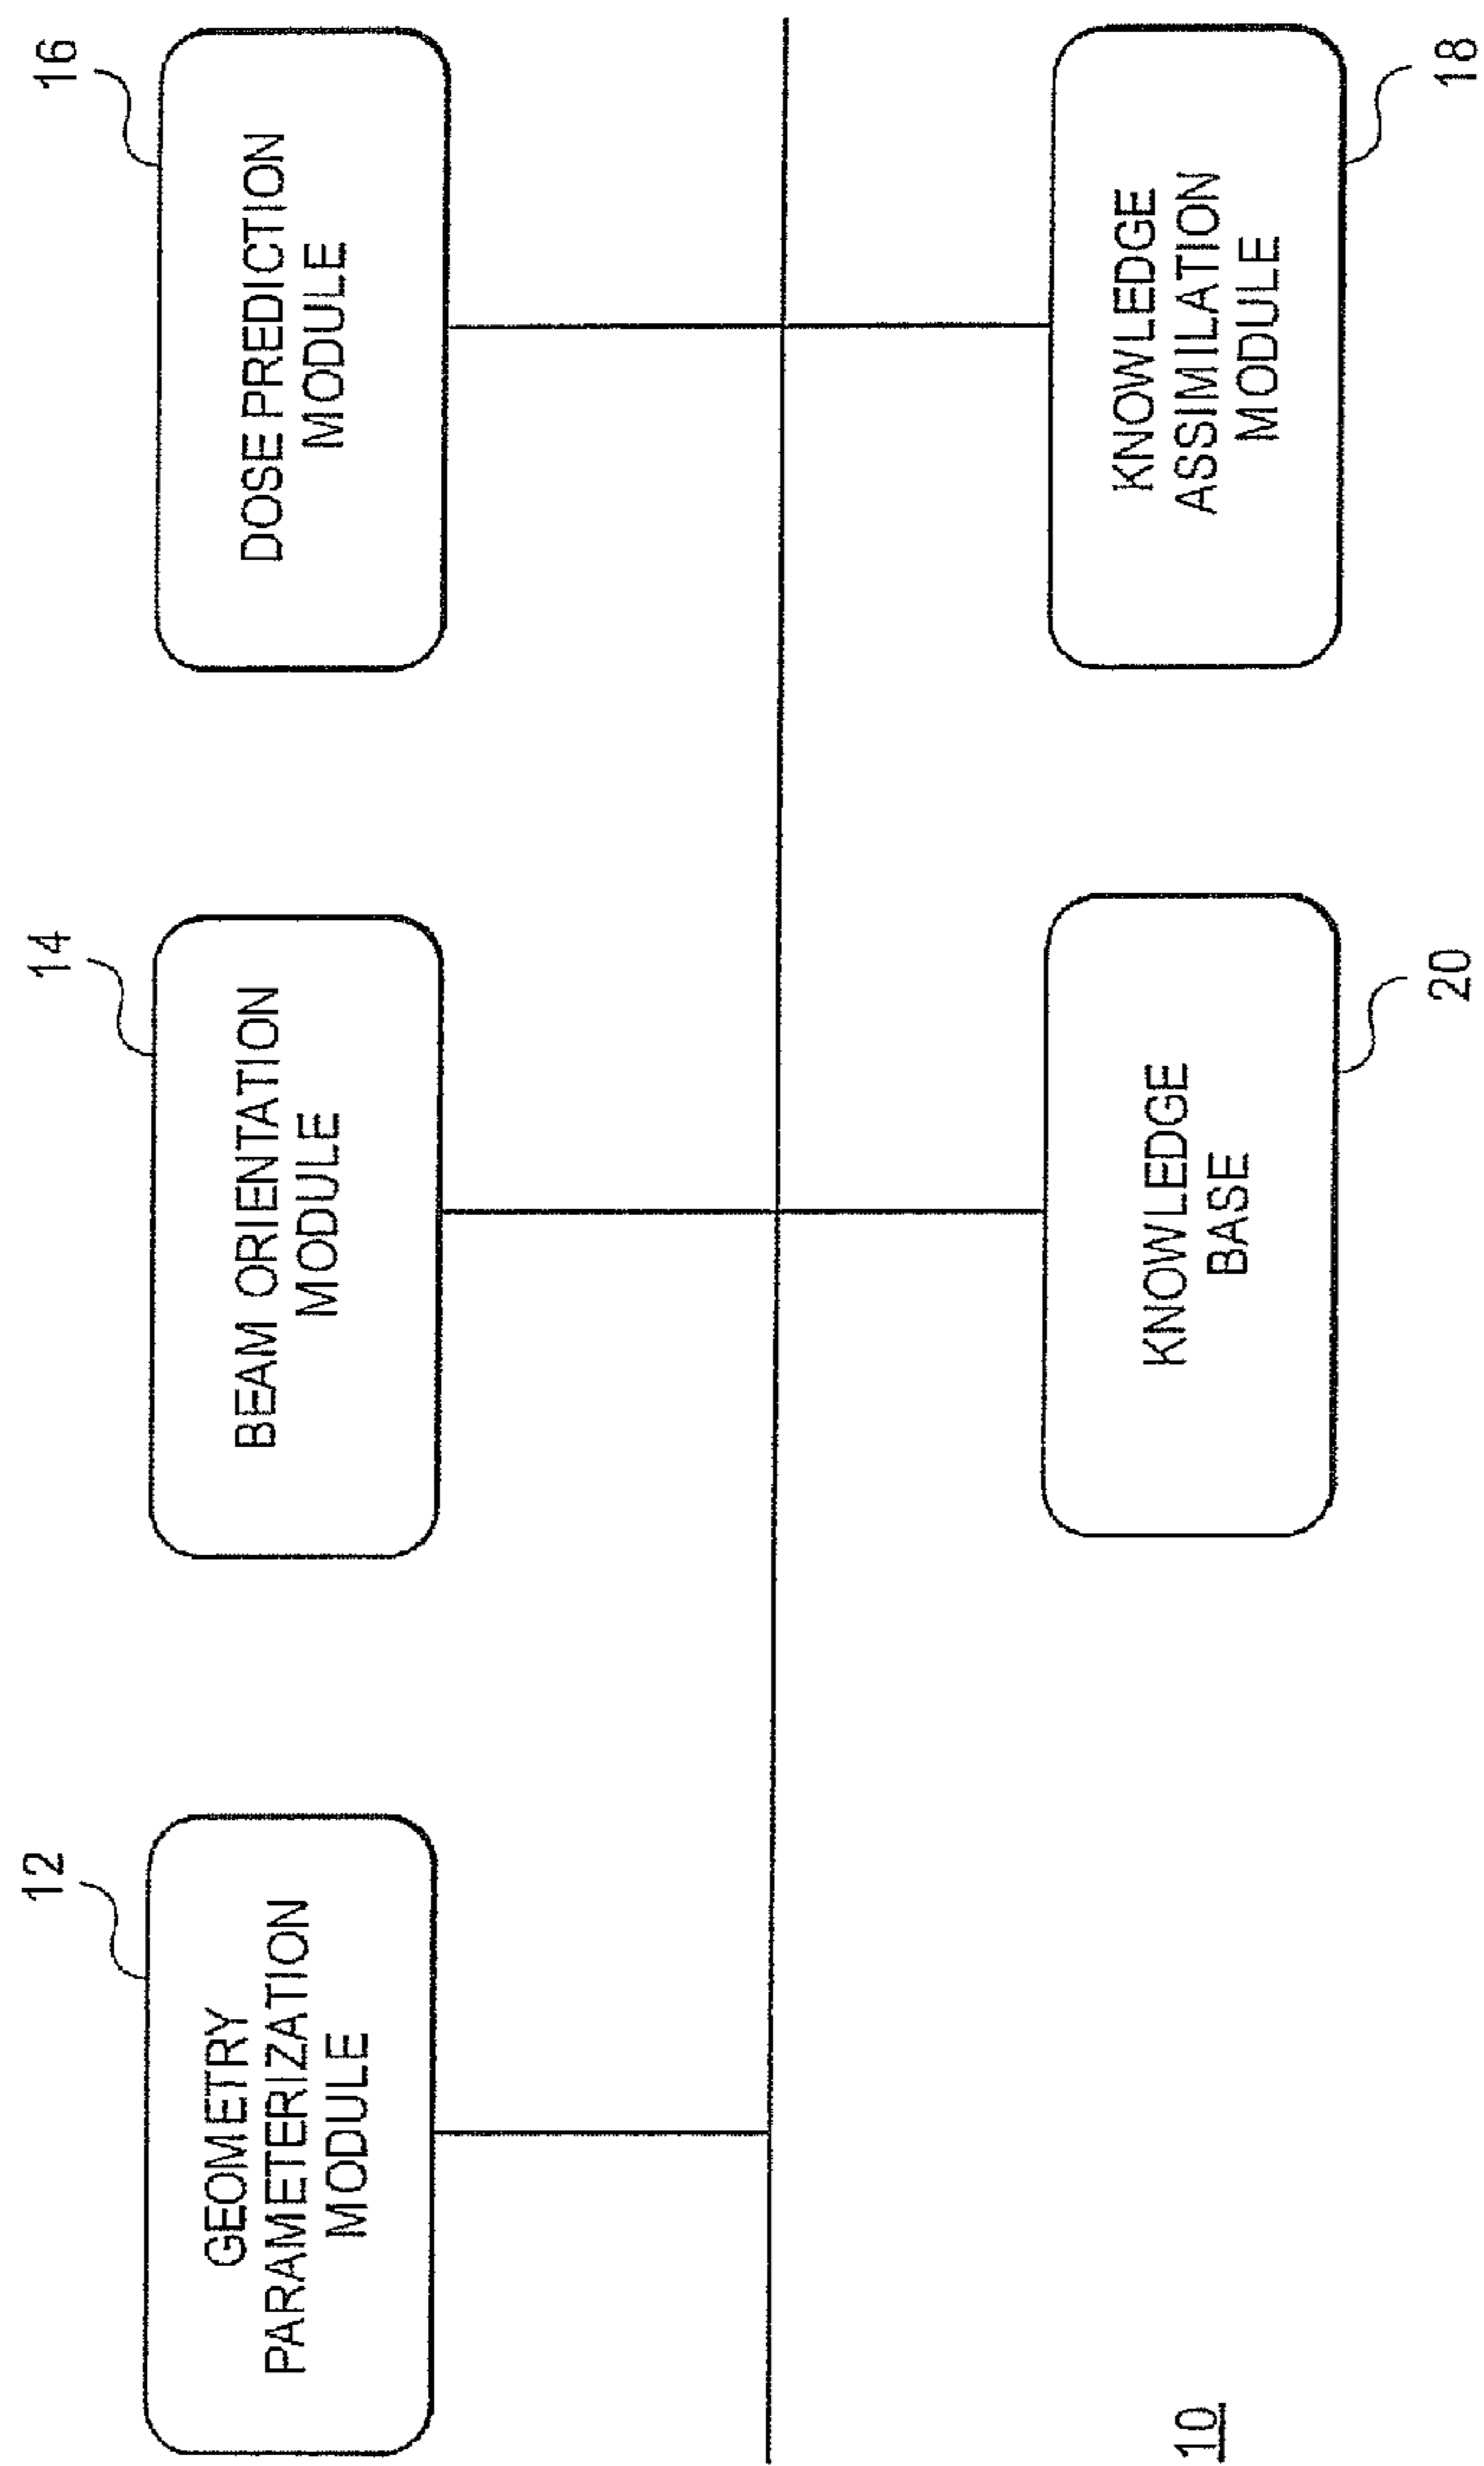 12
GEOMETRY
PARAMETERIZATION
MODULE
14
BEAM ORIENTATION
MODULE
16
DOSE PREDICTION
MODULE
KNOWLEDGE
BASE
20
KNOWLEDGE
ASSIMILATION
MODULE
18
10